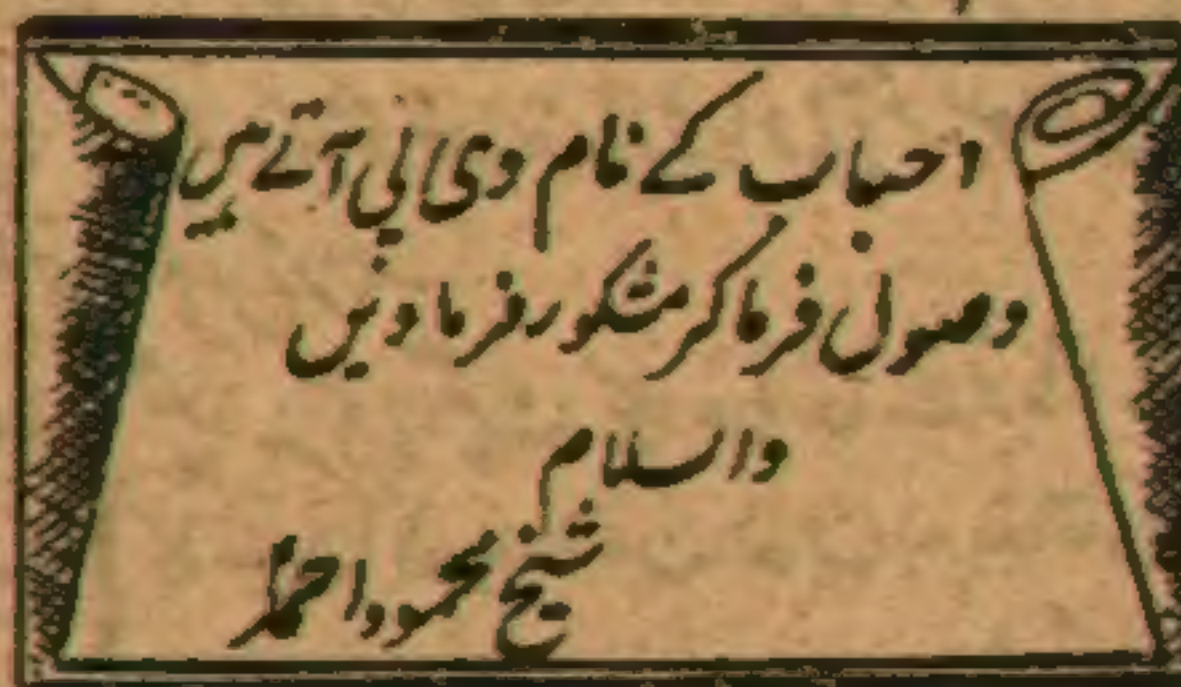 احباب کے نام وی پی آتے ہیں
وصول فرما کر مشکور فرماویں
والسلام
شیخ محمود احمد